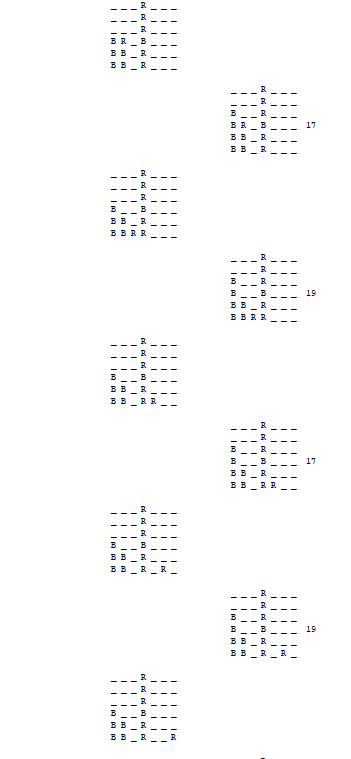 _ _ _ R _ _ _
_ _ _ R _ _ _
_ _ _ R _ _ _
B R _ B _ _ _
B B _ R _ _ _
B B _ R _ _ _
_ _ _ R _ _ _
_ _ _ R _ _ _
B _ _ R _ _ _
B R _ B _ _ _ 17
B B _ R _ _ _
B B _ R _ _ _
_ _ _ R _ _ _
_ _ _ R _ _ _
_ _ _ R _ _ _
B _ _ B _ _ _
B B _ R _ _ _
B B R R _ _ _
_ _ _ R _ _ _
_ _ _ R _ _ _
B _ _ R _ _ _
B _ _ B _ _ _ 19
B B _ R _ _ _
B B R R _ _ _
_ _ _ R _ _ _
_ _ _ R _ _ _
_ _ _ R _ _ _
B _ _ B _ _ _
B B _ R _ _ _
B B _ R R _ _
_ _ _ R _ _ _
_ _ _ R _ _ _
B _ _ R _ _ _
B _ _ B _ _ _ 17
B B _ R _ _ _
B B _ R R _ _
_ _ _ R _ _ _
_ _ _ R _ _ _
_ _ _ R _ _ _
B _ _ B _ _ _
B B _ R _ _ _
B B _ R _ R _
_ _ _ R _ _ _
_ _ _ R _ _ _
B _ _ R _ _ _
B _ _ B _ _ _ 19
B B _ R _ _ _
B B _ R _ R _
_ _ _ R _ _ _
_ _ _ R _ _ _
_ _ _ R _ _ _
B _ _ B _ _ _
B B _ R _ _ _
B B _ R _ _ R